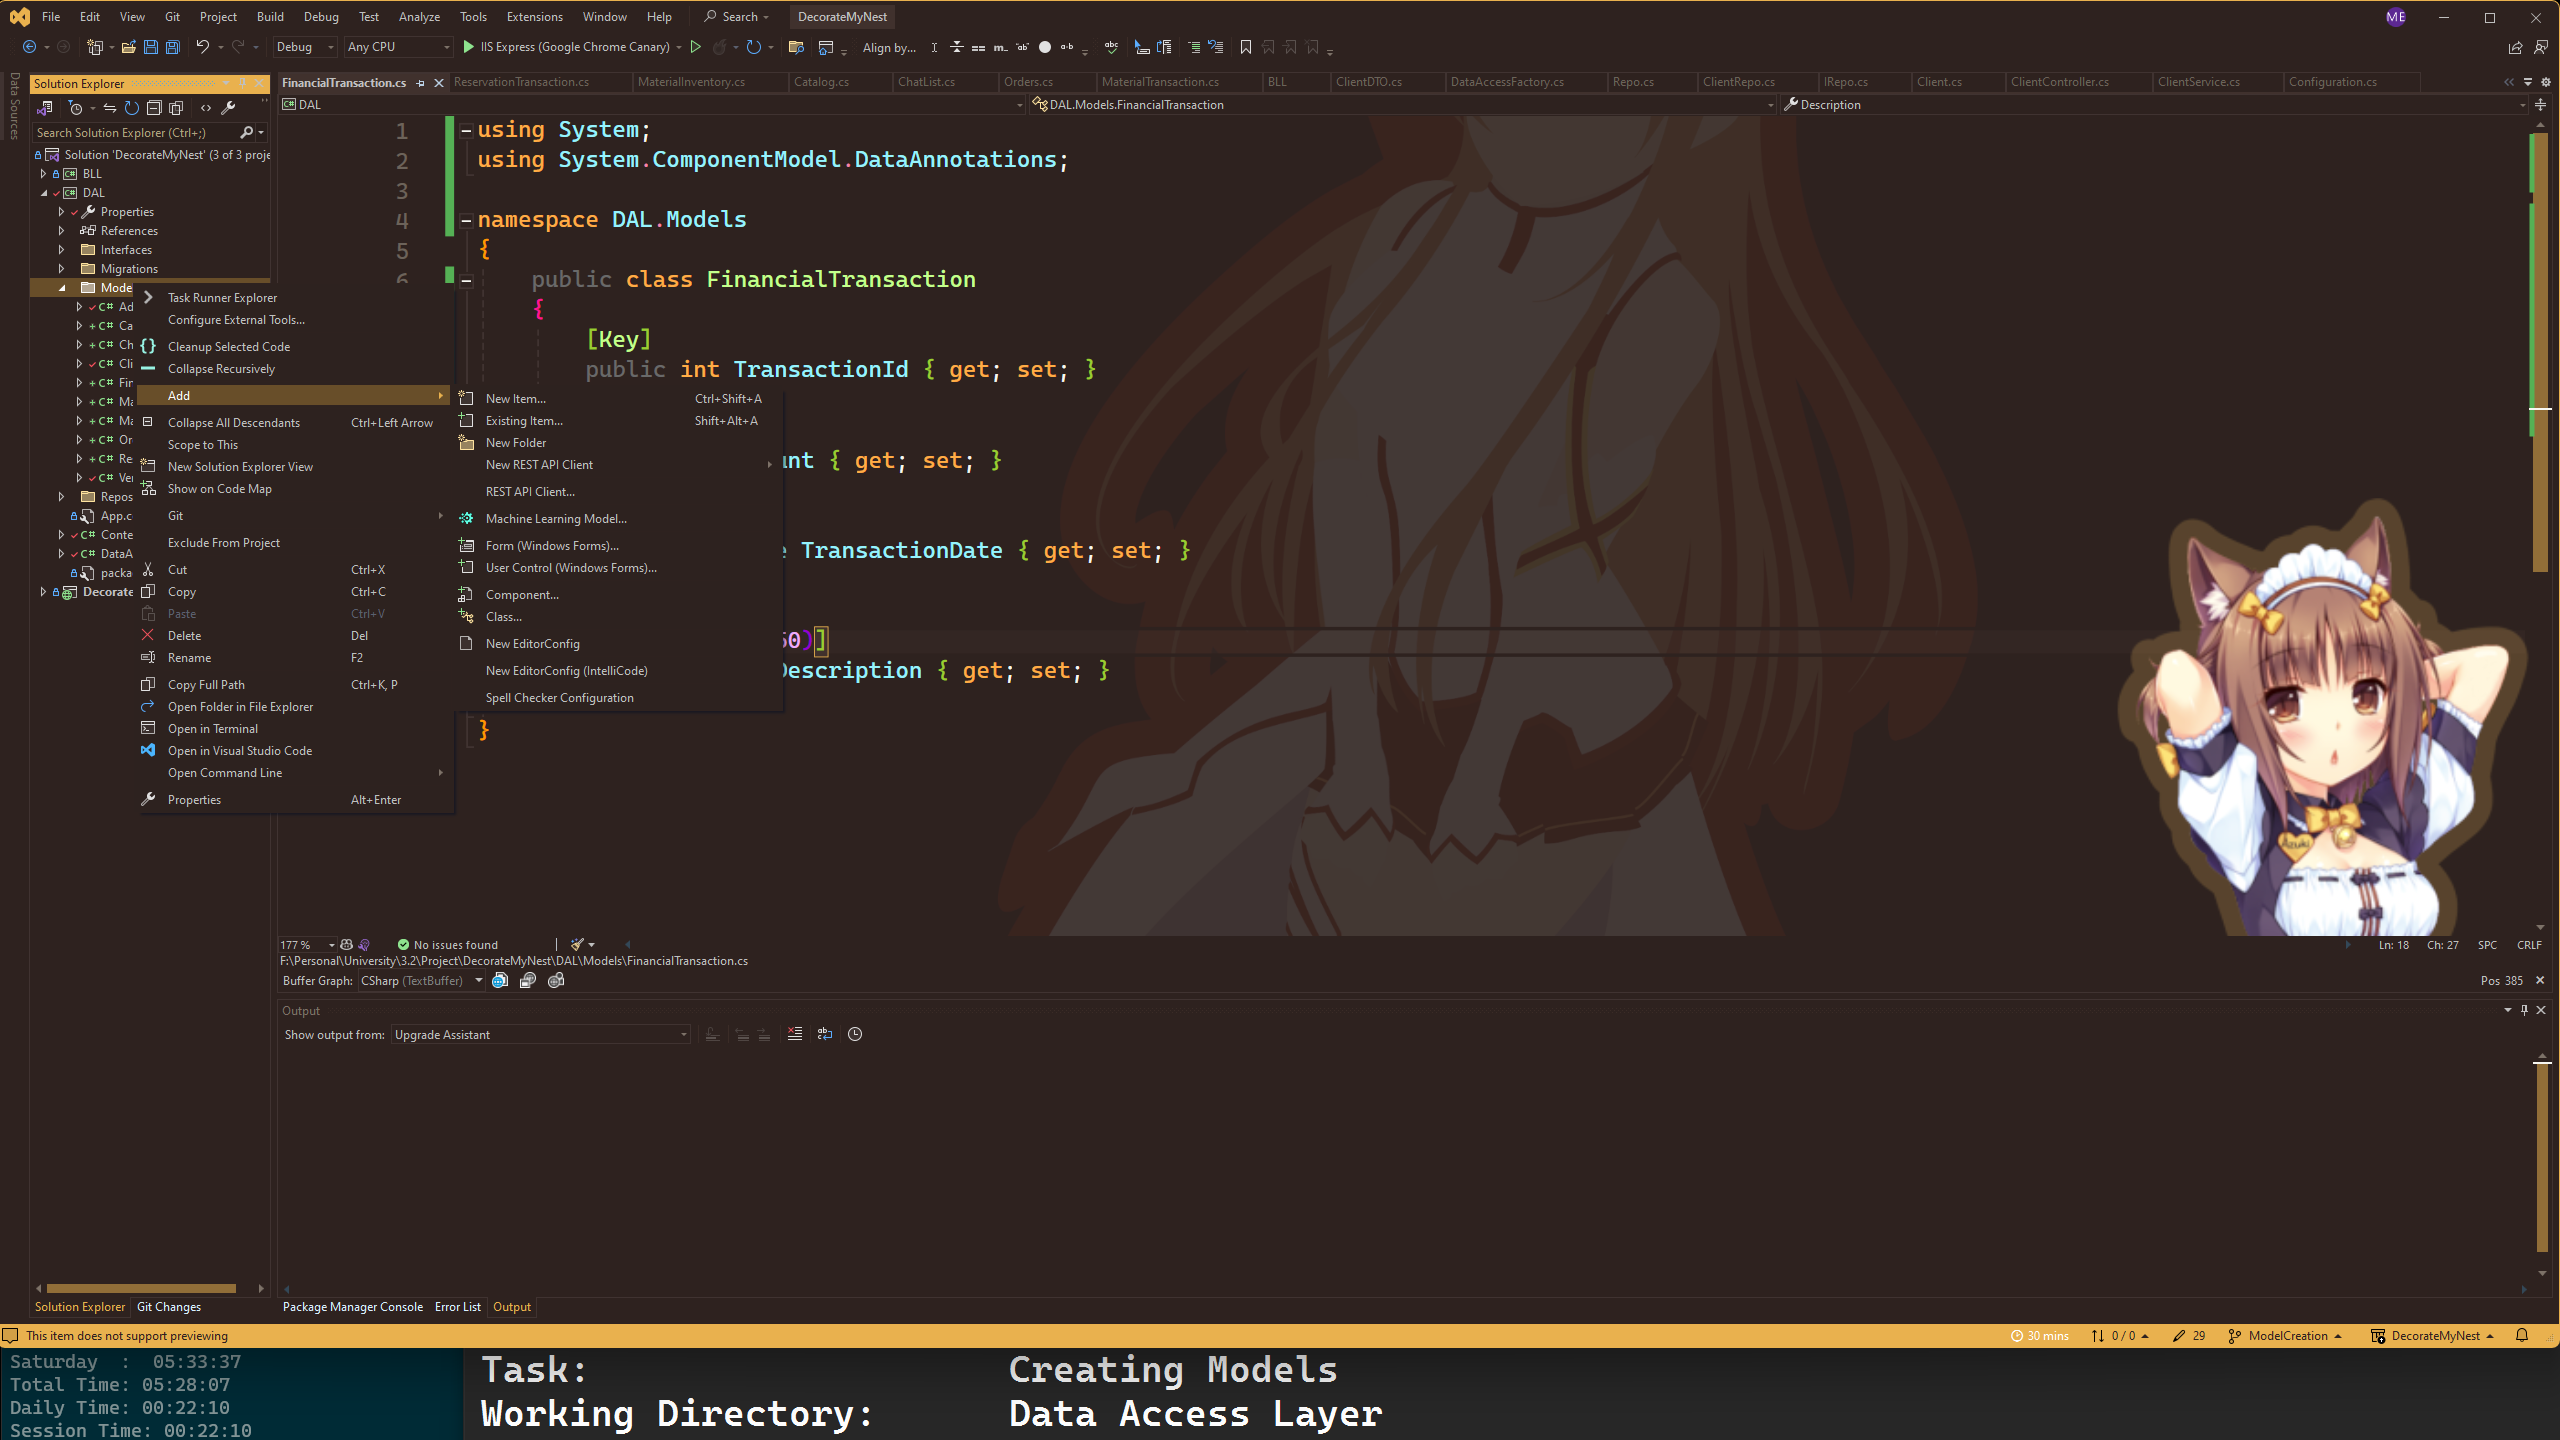 File Edit View Git Project Build Debug Test Analyze Tools Extensions Window Help Search DecorateMyNest ME
Debug Any CPU IIS Express (Google Chrome Canary) Align by...
Data Sources
Solution Explorer
Search Solution Explorer (Ctrl+;)
Solution 'DecorateMyNest' (3 of 3 proje
BLL
DAL
Properties
References
Interfaces
Migrations
Mode
Ad
Ca
Ch
Cli
Fin
Ma
Ma
Or
Re
Ver
Repos
App.c
Conte
DataA
packa
Decorate
Task Runner Explorer
Configure External Tools...
Cleanup Selected Code
Collapse Recursively
Add
Collapse All Descendants Ctrl+Left Arrow
Scope to This
New Solution Explorer View
Show on Code Map
Git
Exclude From Project
Cut Ctrl+X
Copy Ctrl+C
Paste Ctrl+V
Delete Del
Rename F2
Copy Full Path Ctrl+K, P
Open Folder in File Explorer
Open in Terminal
Open in Visual Studio Code
Open Command Line
Properties Alt+Enter
New Item... Ctrl+Shift+A
Existing Item... Shift+Alt+A
New Folder
New REST API Client
REST API Client...
Machine Learning Model...
Form (Windows Forms)...
User Control (Windows Forms)...
Component...
Class...
New EditorConfig
New EditorConfig (IntelliCode)
Spell Checker Configuration
FinancialTransaction.cs ReservationTransaction.cs MaterialInventory.cs Catalog.cs ChatList.cs Orders.cs MaterialTransaction.cs BLL ClientDTO.cs DataAccessFactory.cs Repo.cs ClientRepo.cs IRepo.cs Client.cs ClientController.cs ClientService.cs Configuration.cs
DAL DAL.Models.FinancialTransaction Description
1 using System;
2 using System.ComponentModel.DataAnnotations;
3
4 namespace DAL.Models
5 {
6 public class FinancialTransaction
{
[Key]
public int TransactionId { get; set; }
unt { get; set; }
e TransactionDate { get; set; }
50)]
Description { get; set; }
}
Azuki
177 % No issues found Ln: 18 Ch: 27 SPC CRLF
F:\Personal\University\3.2\Project\DecorateMyNest\DAL\Models\FinancialTransaction.cs
Buffer Graph: CSharp (TextBuffer) Pos 385
Output
Show output from: Upgrade Assistant
Solution Explorer Git Changes Package Manager Console Error List Output
This item does not support previewing 30 mins 0 / 0 29 ModelCreation DecorateMyNest
Saturday : 05:33:37
Total Time: 05:28:07
Daily Time: 00:22:10
Session Time: 00:22:10
Task: Creating Models
Working Directory: Data Access Layer